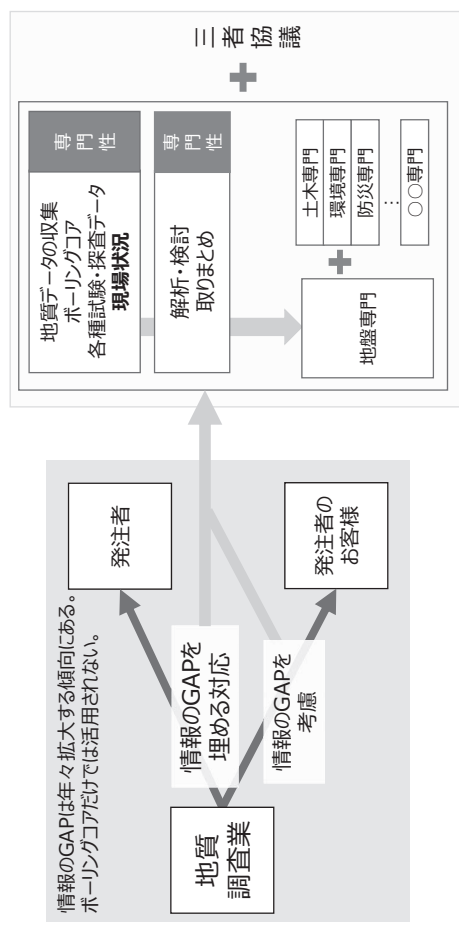 情報のGAPは年々拡大する傾向にある。
ボーリングコアだけでは活用されない。
地質
調査業
発注者
情報のGAPを
埋める対応
情報のGAPを
考慮
発注者の
お客様
地質データの収集
ボーリングコア
各種試験・探査データ
現場状況
専門性
解析・検討
取りまとめ
専門性
地盤専門
+
土木専門
環境専門
防災専門
…
○○専門
+
三者協議